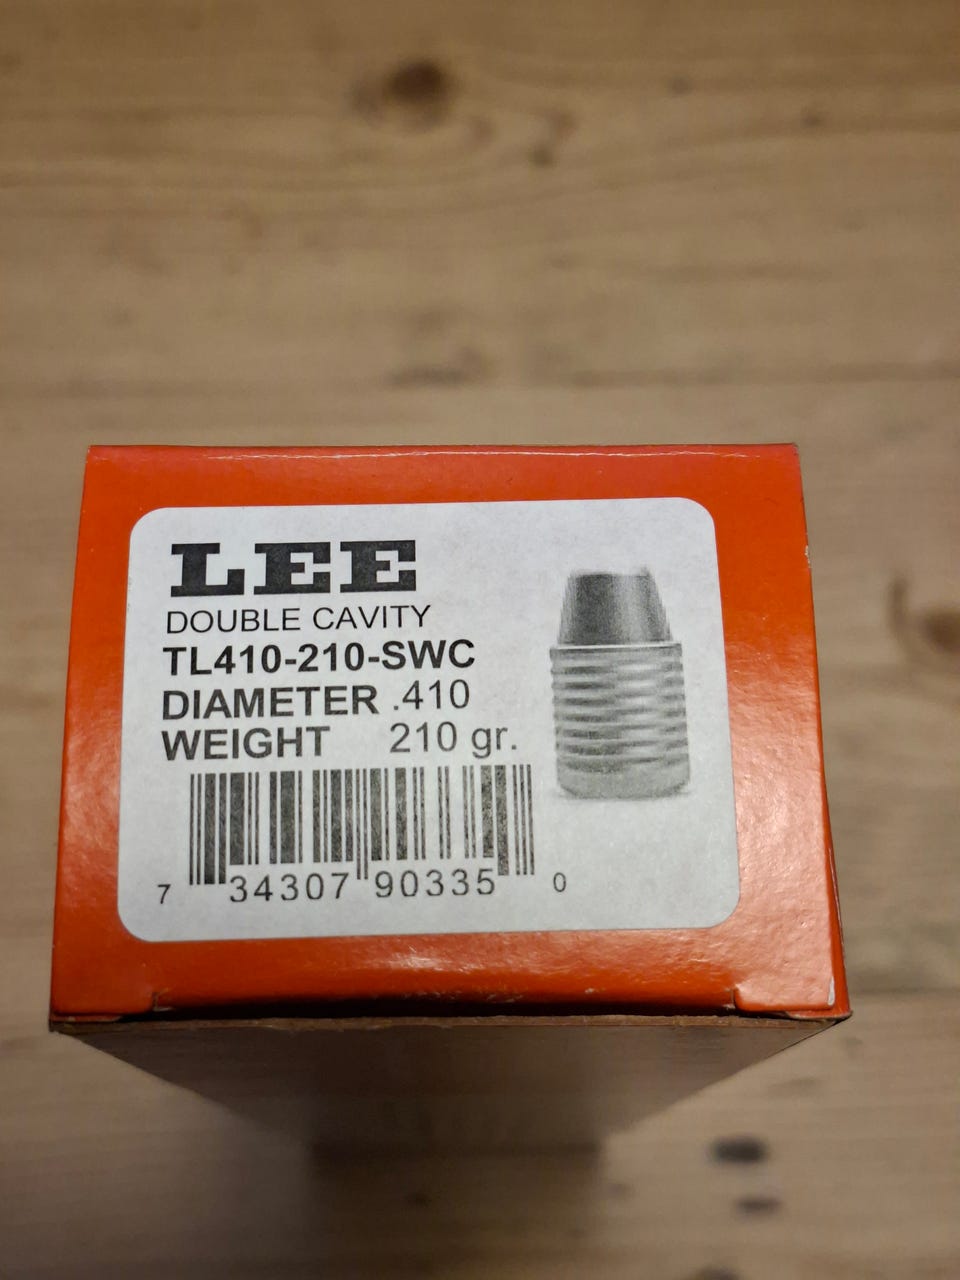 LEE
DOUBLE CAVITY
TL410-210-SWC
DIAMETER .410
WEIGHT 210 gr.
7 34307 90335 0